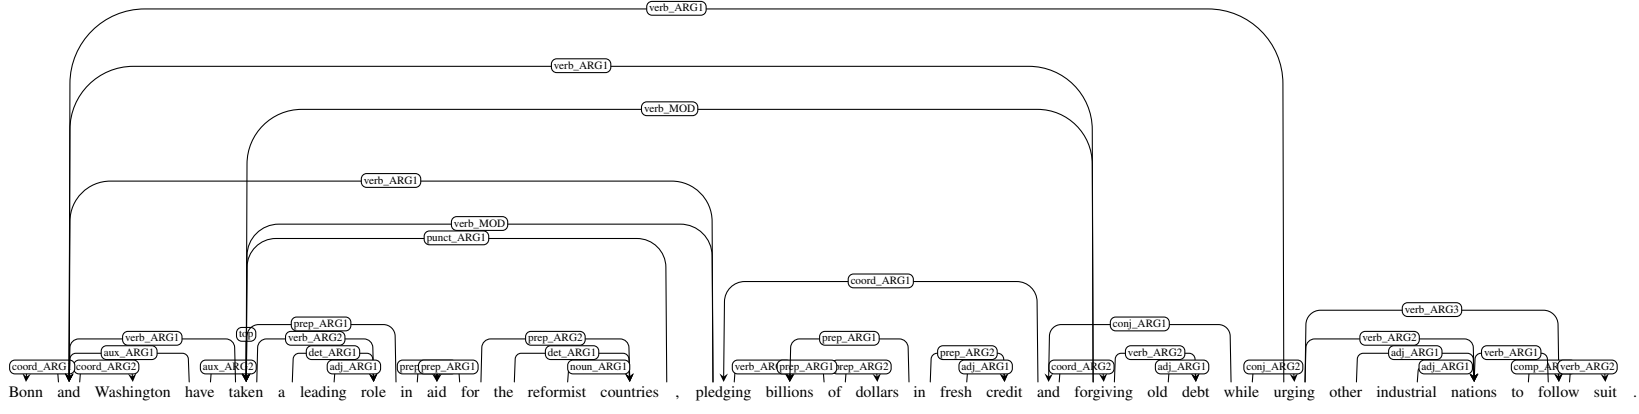 verb_ARG1
verb_ARG1
verb_MOD
verb_ARG1
verb_MOD
punct_ARG1
coord_ARG1
verb_ARG3
top prep_ARG1 conj_ARG1
verb_ARG1 verb_ARG2 prep_ARG2 prep_ARG1 verb_ARG2
aux_ARG1 det_ARG1 det_ARG1 prep_ARG2 verb_ARG2 adj_ARG1 verb_ARG1
coord_ARG1 coord_ARG2 aux_ARG2 adj_ARG1 prep_ARG1 noun_ARG1 prep_ARG1 prep_ARG2 adj_ARG1 coord_ARG2 adj_ARG1 conj_ARG2 adj_ARG1 verb_ARG2
Bonn and Washington have taken a leading role in aid for the reformist countries , pledging billions of dollars in fresh credit and forgiving old debt while urging other industrial nations to follow suit .